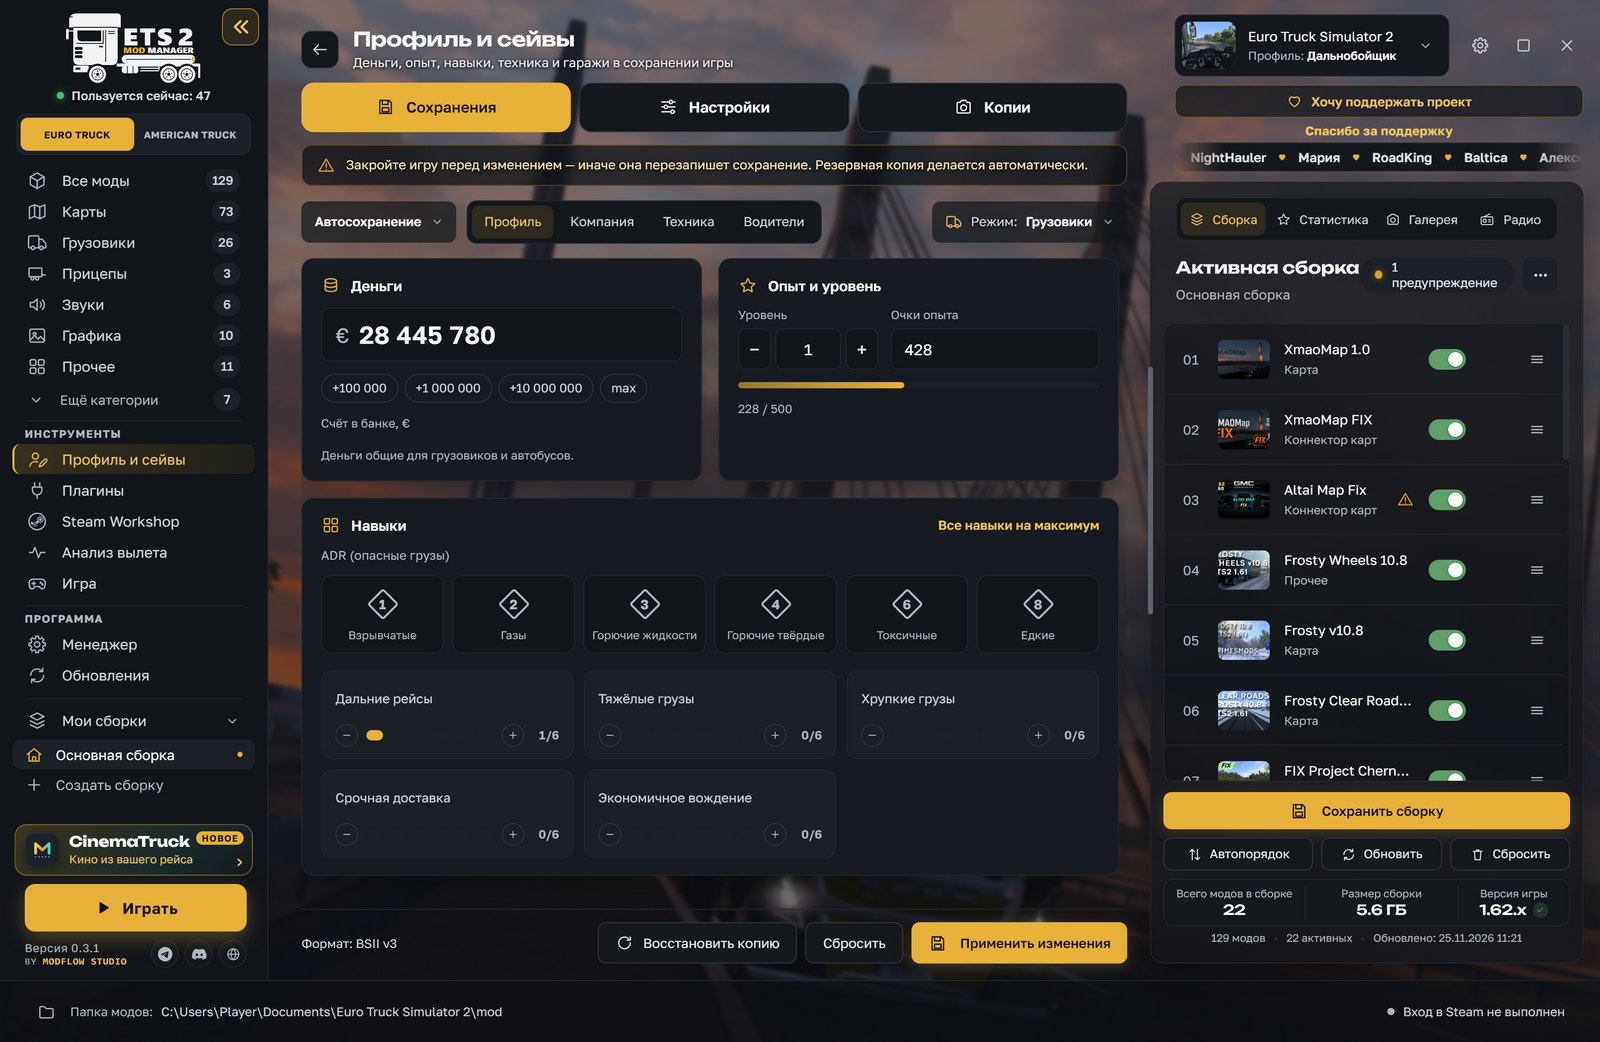 ETS 2
MOD MANAGER
Пользуется сейчас: 47
EURO TRUCK
AMERICAN TRUCK
Все моды 129
Карты 73
Грузовики 26
Прицепы 3
Звуки 6
Графика 10
Прочее 11
Ещё категории 7
ИНСТРУМЕНТЫ
Профиль и сейвы
Плагины
Steam Workshop
Анализ вылета
Игра
ПРОГРАММА
Менеджер
Обновления
Мои сборки
Основная сборка
Создать сборку
CinemaTruck НОВОЕ
Кино из вашего рейса
Играть
Версия 0.3.1
BY MODFLOW STUDIO
Профиль и сейвы
Деньги, опыт, навыки, техника и гаражи в сохранении игры
Сохранения
Настройки
Копии
Закройте игру перед изменением — иначе она перезапишет сохранение. Резервная копия делается автоматически.
Автосохранение
Профиль
Компания
Техника
Водители
Режим: Грузовики
Деньги
€ 28 445 780
+100 000
+1 000 000
+10 000 000
max
Счёт в банке, €
Деньги общие для грузовиков и автобусов.
Опыт и уровень
Уровень
Очки опыта
− 1 +
428
228 / 500
Навыки
Все навыки на максимум
ADR (опасные грузы)
1
2
3
4
6
8
Взрывчатые
Газы
Горючие жидкости
Горючие твёрдые
Токсичные
Едкие
Дальние рейсы
− + 1/6
Тяжёлые грузы
− + 0/6
Хрупкие грузы
− + 0/6
Срочная доставка
− + 0/6
Экономичное вождение
− + 0/6
Формат: BSII v3
Восстановить копию
Сбросить
Применить изменения
Euro Truck Simulator 2
Профиль: Дальнобойщик
Хочу поддержать проект
Спасибо за поддержку
NightHauler
Мария
RoadKing
Baltica
Алекс
Сборка
Статистика
Галерея
Радио
Активная сборка
1
предупреждение
Основная сборка
01
XmaoMap 1.0
Карта
02
XmaoMap FIX
Коннектор карт
03
Altai Map Fix
Коннектор карт
04
Frosty Wheels 10.8
Прочее
05
Frosty v10.8
Карта
06
Frosty Clear Road...
Карта
07
FIX Project Chern...
Сохранить сборку
Автопорядок
Обновить
Сбросить
Всего модов в сборке
22
Размер сборки
5.6 ГБ
Версия игры
1.62.x
129 модов · 22 активных · Обновлено: 25.11.2026 11:21
Папка модов: C:\Users\Player\Documents\Euro Truck Simulator 2\mod
Вход в Steam не выполнен